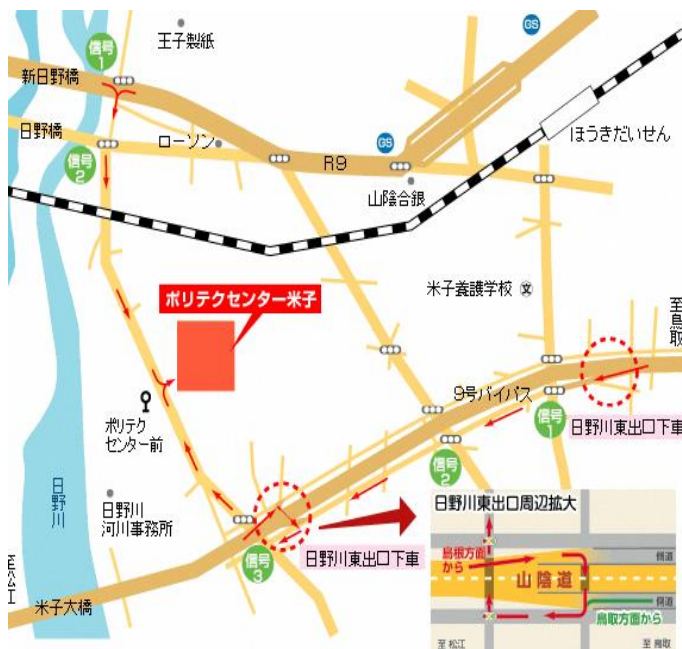 GS
王子製紙
信号
1
新日野橋
日野橋
ローソン
GS
ほうきだいせん
R9
信号
2
山陰合銀
ポリテクセンター米子
米子養護学校
文
至鳥取
9号バイパス
ポリテク
センター前
信号
1
日野川東出口下車
信号
2
日野川
日野川
河川事務所
日野川東出口周辺拡大
島根方面
から
側道
日野川東出口下車
信号
3
山陰道
側道
至松江
米子大橋
鳥取方面から
至 松江
至 鳥取